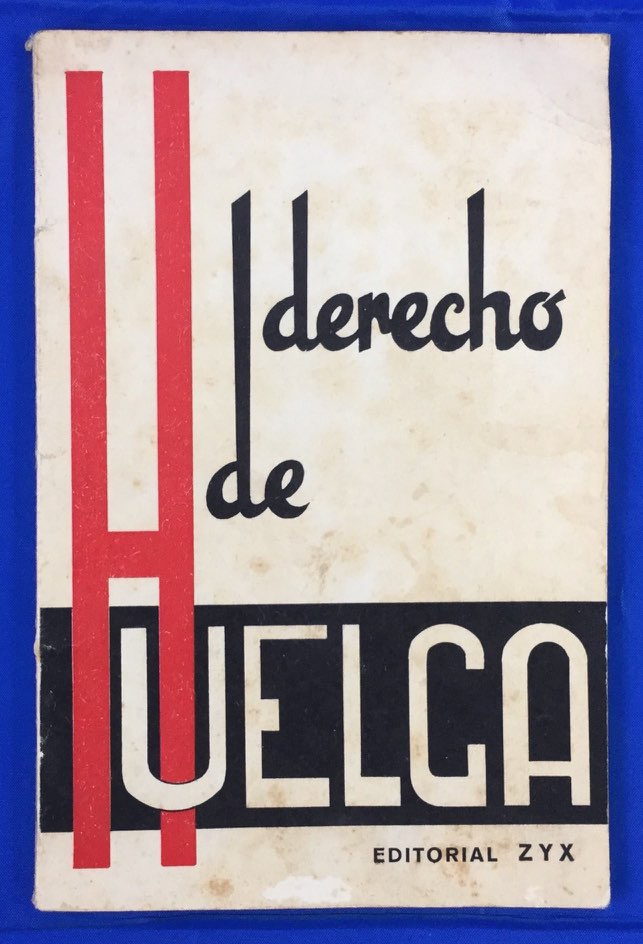 derecho
de
HUELGA
EDITORIAL ZYX